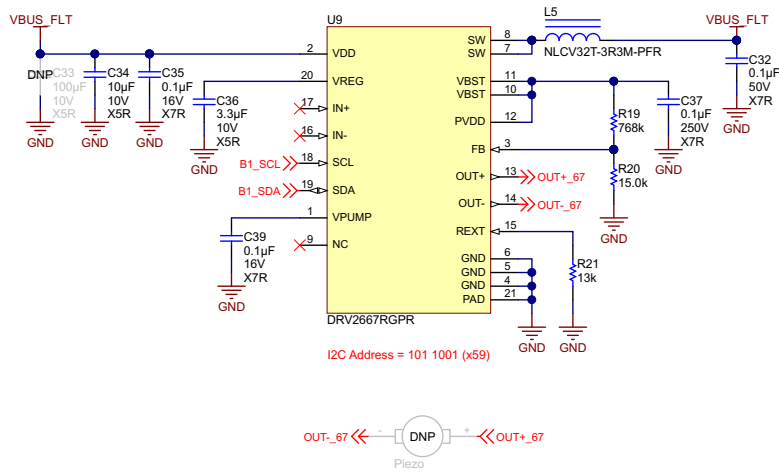 VBUS_FLT
U9
L5
VBUS_FLT
NLCV32T-3R3M-PFR
DNP
C33
100µF
10V
X5R
GND
C34
10µF
10V
X5R
GND
C35
0.1µF
16V
X7R
GND
C36
3.3µF
10V
X5R
GND
2 VDD
20 VREG
17 IN+
16 IN-
B1_SCL 18 SCL
B1_SDA 19 SDA
1 VPUMP
9 NC
C39
0.1µF
16V
X7R
GND
SW 8
SW 7
VBST 11
VBST 10
PVDD 12
FB 3
OUT+ 13 OUT+_67
OUT- 14 OUT-_67
REXT 15
GND 6
GND 5
GND 4
PAD 21
DRV2667RGPR
C32
0.1µF
50V
X7R
GND
R19
768k
C37
0.1µF
250V
X7R
GND
R20
15.0k
GND
R21
13k
GND
GND
I2C Address = 101 1001 (x59)
OUT-_67 - DNP + OUT+_67
Piezo